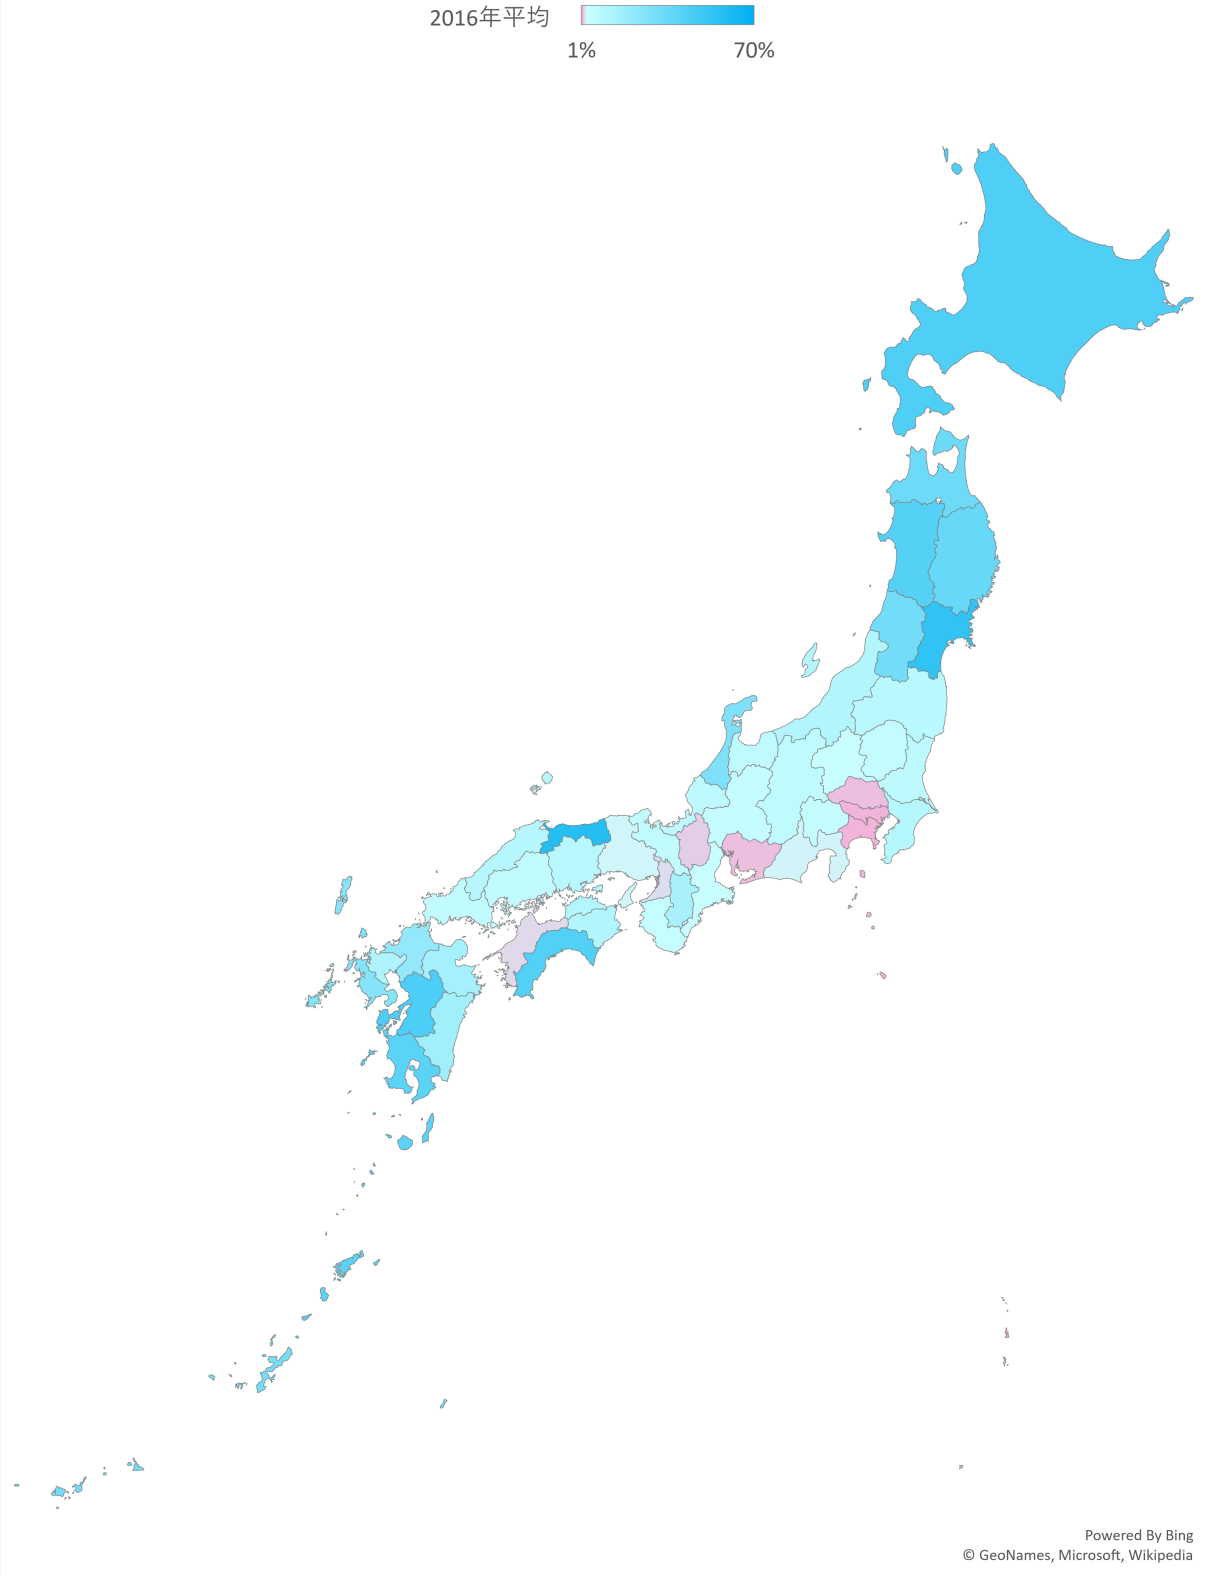 2016年平均
1% 70%
Powered By Bing
© GeoNames, Microsoft, Wikipedia